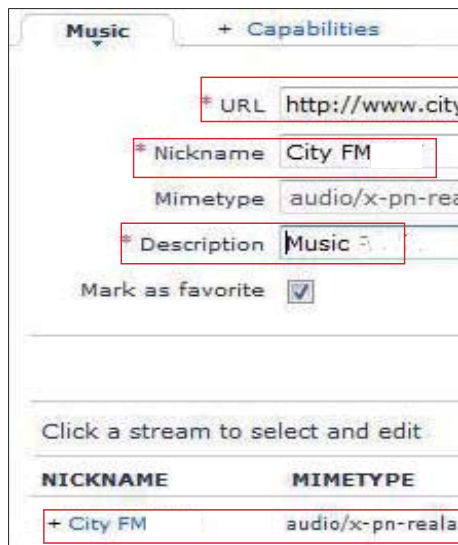 Music + Capabilities
* URL http://www.city
* Nickname City FM
Mimetype audio/x-pn-rea
* Description Music
Mark as favorite
Click a stream to select and edit
NICKNAME MIMETYPE
+ City FM audio/x-pn-reala